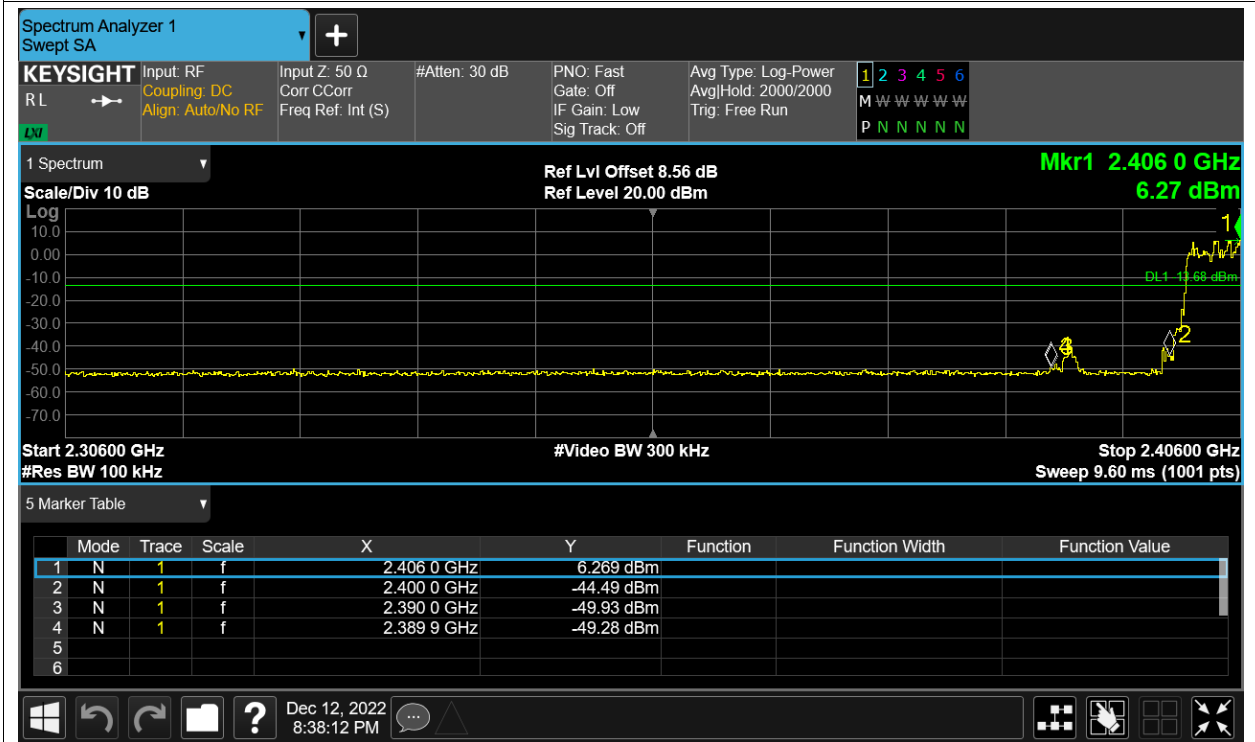 Spectrum Analyzer 1
Swept SA
+
KEYSIGHT Input: RF Input Z: 50 Ω #Atten: 30 dB PNO: Fast Avg Type: Log-Power 1 2 3 4 5 6
R L Coupling: DC Corr CCorr Gate: Off Avg|Hold: 2000/2000 M W W W W W
Align: Auto/No RF Freq Ref: Int (S) IF Gain: Low Trig: Free Run
LXI Sig Track: Off P N N N N N
1 Spectrum Ref Lvl Offset 8.56 dB Mkr1 2.406 0 GHz
Scale/Div 10 dB Ref Level 20.00 dBm 6.27 dBm
Log
1
10.0
0.00
-10.0 DL1 -13.68 dBm
-20.0
-30.0
2
-40.0
-50.0
-60.0
-70.0
Start 2.30600 GHz #Video BW 300 kHz Stop 2.40600 GHz
#Res BW 100 kHz Sweep 9.60 ms (1001 pts)
5 Marker Table
Mode Trace Scale X Y Function Function Width Function Value
1 N 1 f 2.406 0 GHz 6.269 dBm
2 N 1 f 2.400 0 GHz -44.49 dBm
3 N 1 f 2.390 0 GHz -49.93 dBm
4 N 1 f 2.389 9 GHz -49.28 dBm
5
6
? Dec 12, 2022
8:38:12 PM